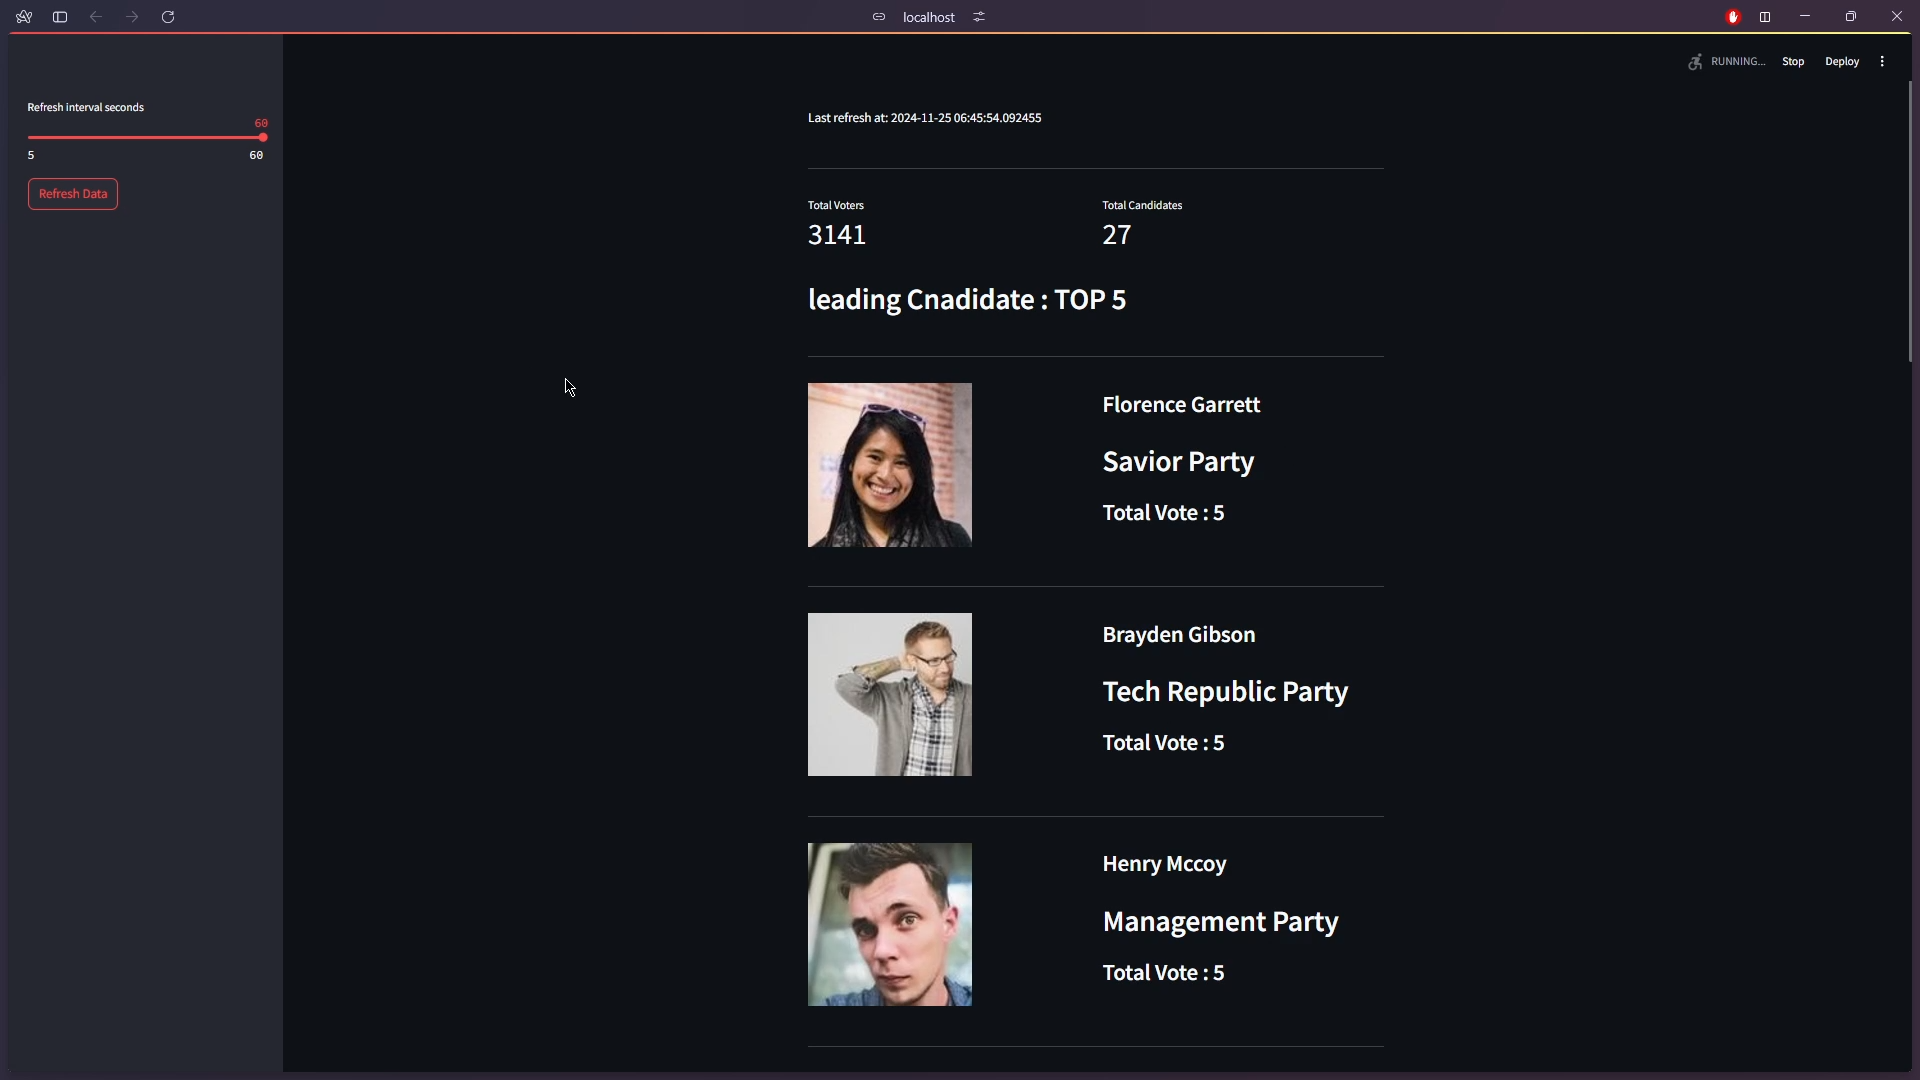 localhost
RUNNING...
Stop
Deploy
Refresh interval seconds
60
5
60
Refresh Data
Last refresh at: 2024-11-25 06:45:54.092455
Total Voters
Total Candidates
3141
27
leading Cnadidate : TOP 5
Florence Garrett
Savior Party
Total Vote : 5
Brayden Gibson
Tech Republic Party
Total Vote : 5
Henry Mccoy
Management Party
Total Vote : 5